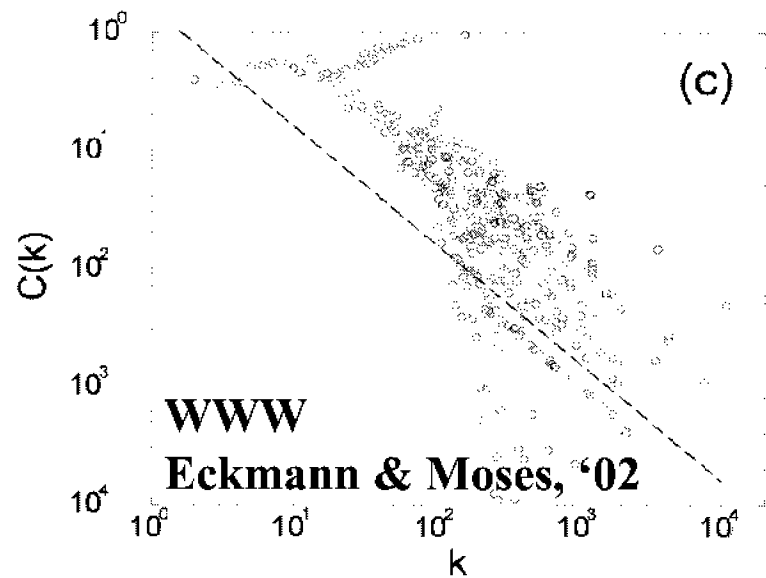 10⁰
(c)
10¹
10²
10³
10⁴
C(k)
WWW
Eckmann & Moses, ‘02
10⁰ 10¹ 10² 10³ 10⁴
k